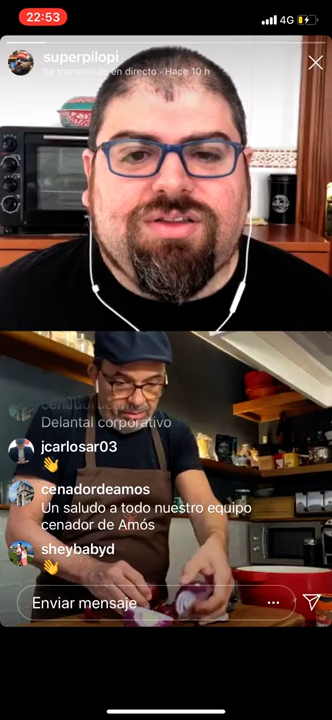 22:53
4G
superpilopi
ha transmitido en directo · Hace 10 h
cenadordeamos
Delantal corporativo
jcarlosar03
👋
cenadordeamos
Un saludo a todo nuestro equipo
cenador de Amós
sheybabyd
👋
Enviar mensaje